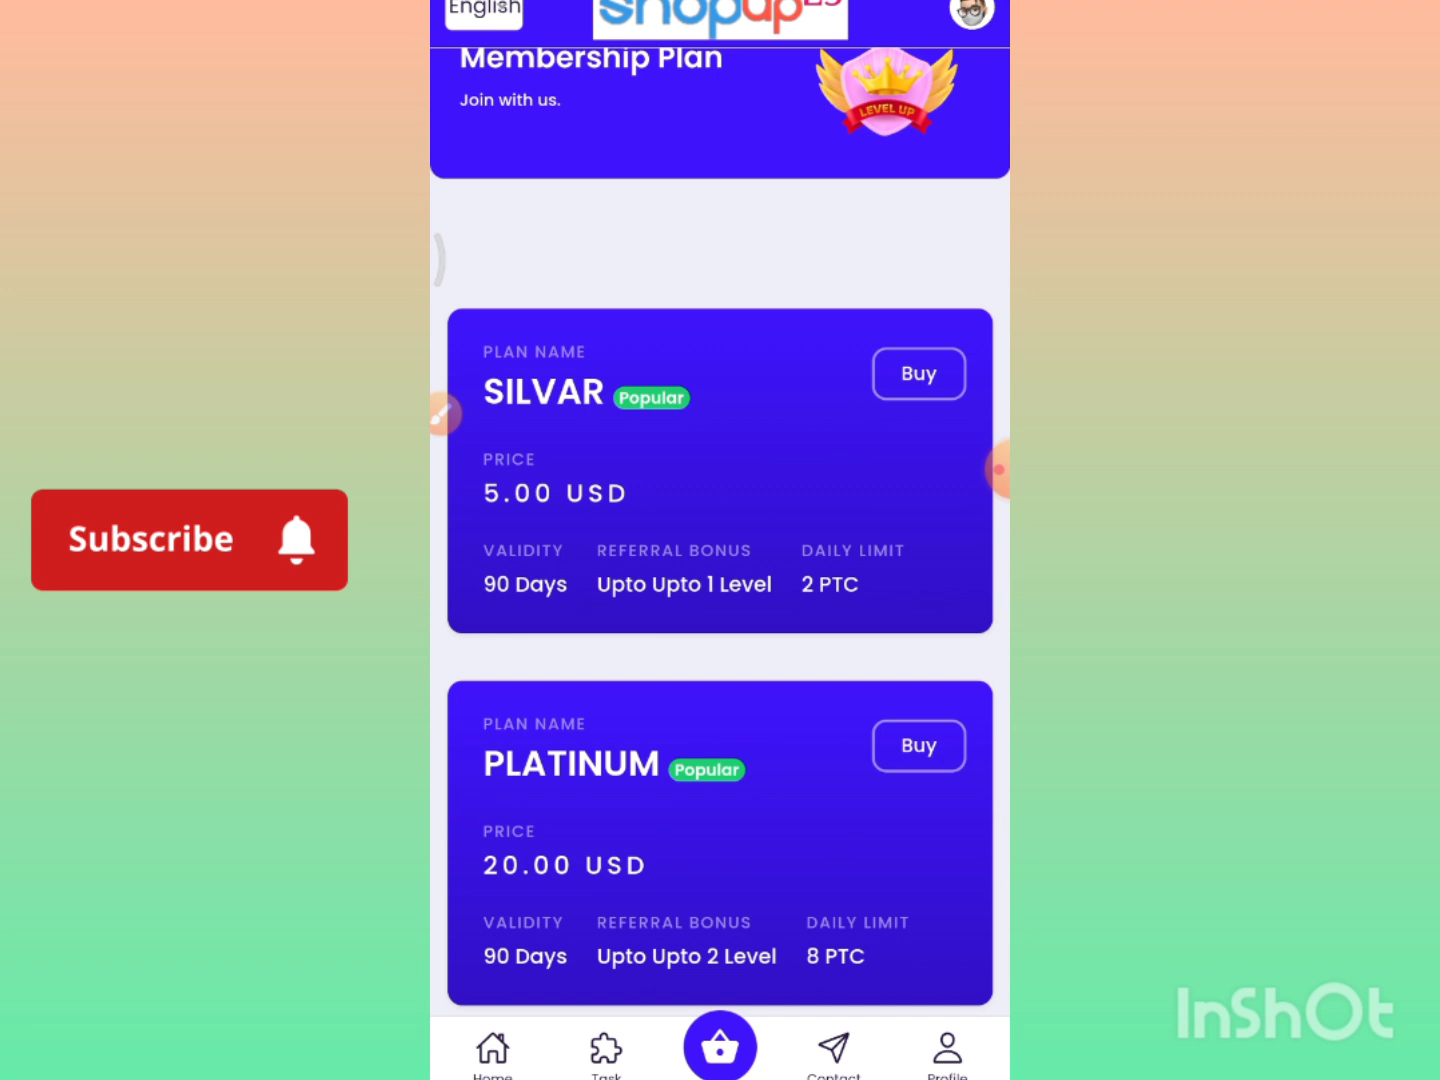 English
shopup
Membership Plan
Join with us.
LEVEL UP
PLAN NAME
SILVAR Popular
Buy
PRICE
5.00 USD
VALIDITY REFERRAL BONUS DAILY LIMIT
90 Days Upto Upto 1 Level 2 PTC
Subscribe
PLAN NAME
PLATINUM Popular
Buy
PRICE
20.00 USD
VALIDITY REFERRAL BONUS DAILY LIMIT
90 Days Upto Upto 2 Level 8 PTC
Home Task Contact Profile
InShOt